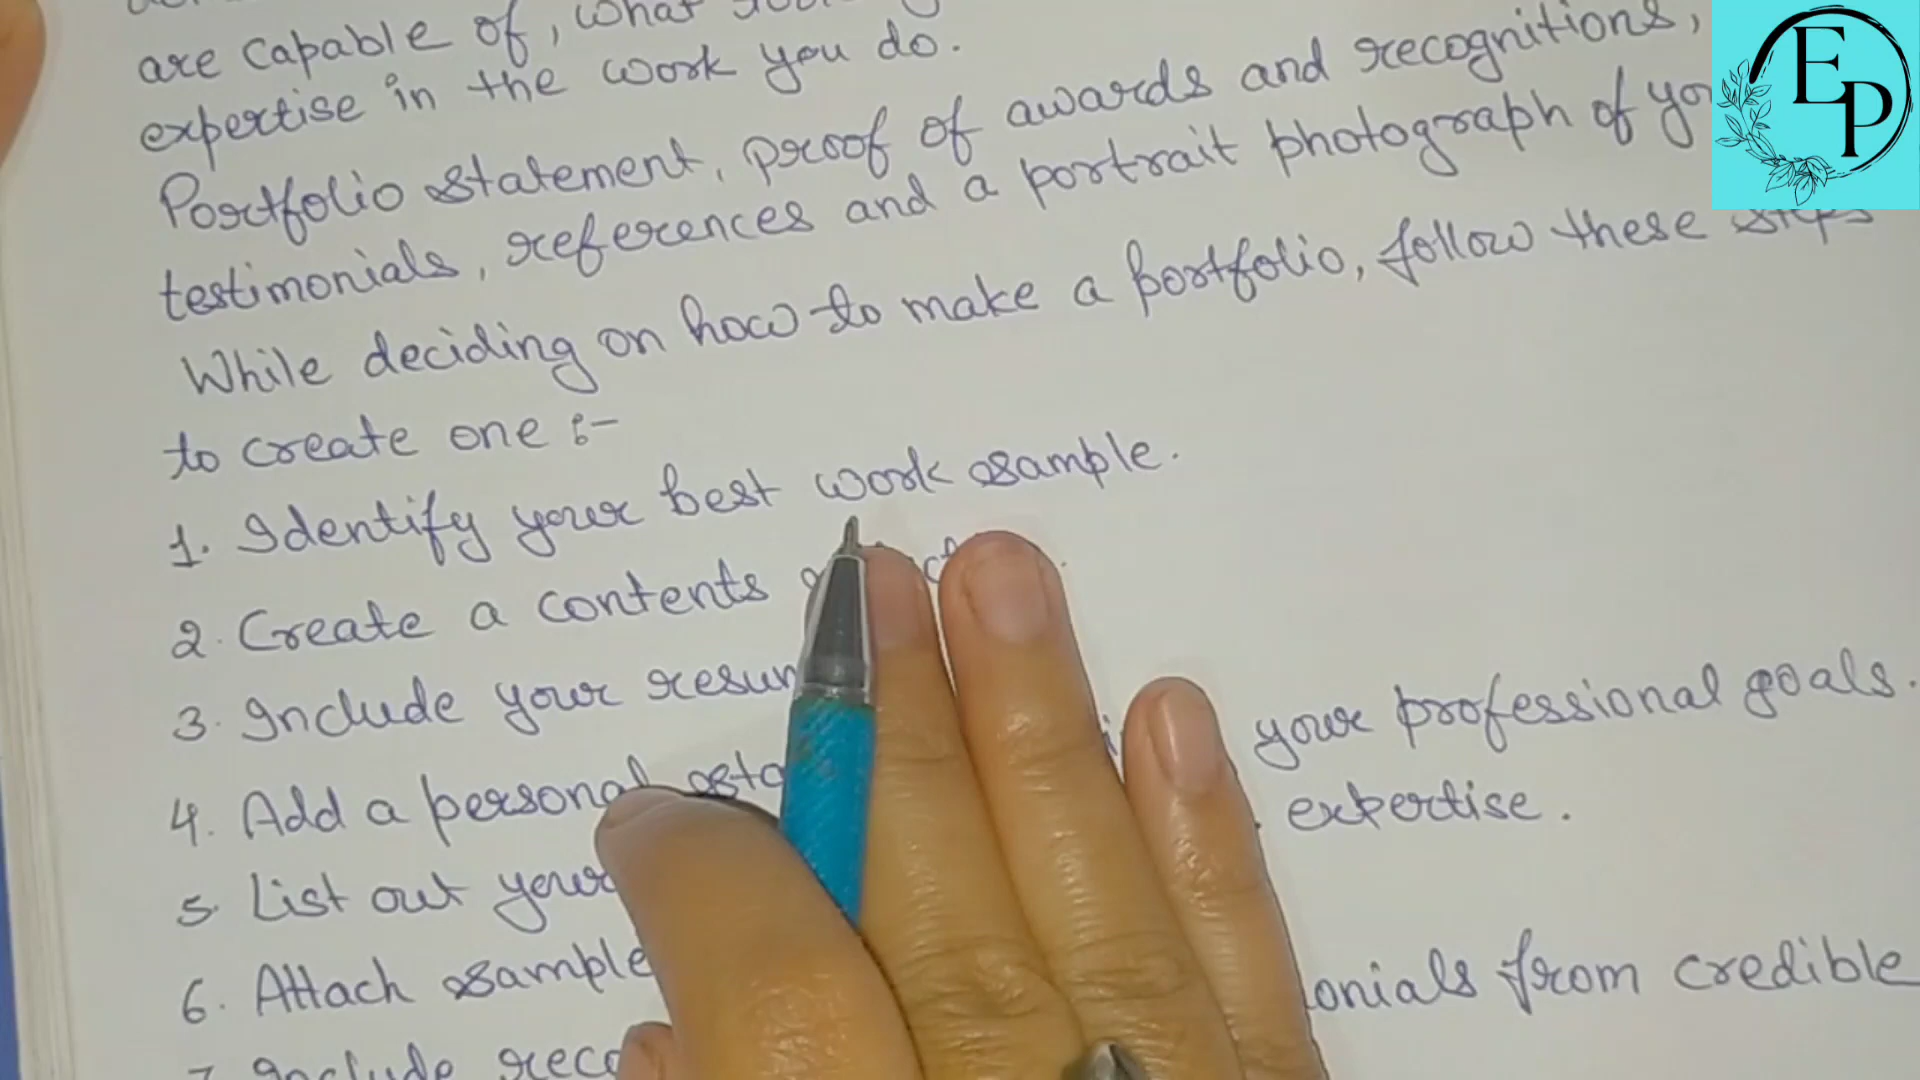 are capable of, what
expertise in the work you do.
Portfolio statement, proof of awards and recognitions,
testimonials, references and a portrait photograph of
While deciding on how to make a portfolio, follow these steps
to create one :-
1. Identify your best work sample.
2. Create a contents
3. Include your
4. Add a personal your professional goals.
5. List out your expertise.
6. Attach sample
7. Include from credible
EP